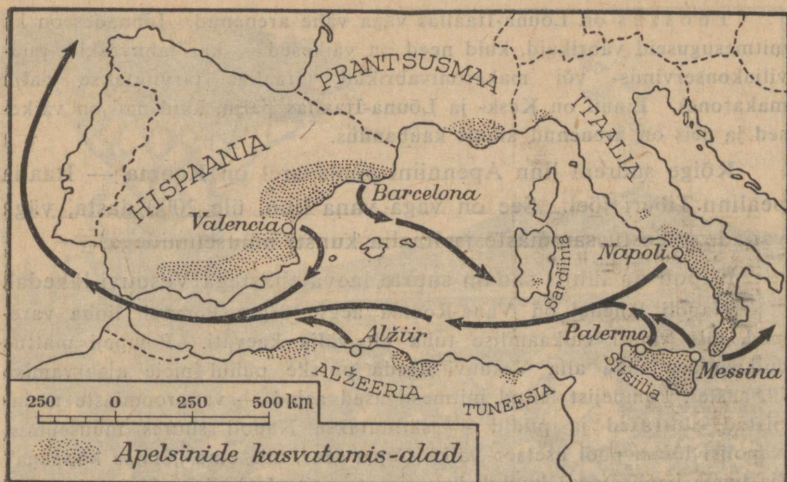 PRANTSUSMAA
ITAALIA
HISPAANIA
Barcelona
Valencia
Sardiinia
Napoli
Alžiir
Palermo
Sitsiilia
Messina
ALŽEERIA
TUNEESIA
250 0 250 500 km
Apelsinide kasvatamis-alad